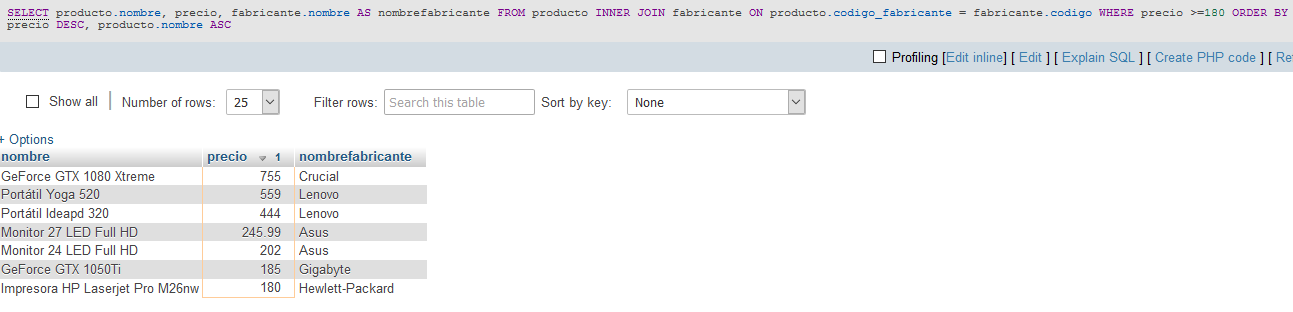 SELECT producto.nombre, precio, fabricante.nombre AS nombrefabricante FROM producto INNER JOIN fabricante ON producto.codigo_fabricante = fabricante.codigo WHERE precio >=180 ORDER BY
precio DESC, producto.nombre ASC
Profiling [Edit inline] [ Edit ] [ Explain SQL ] [ Create PHP code ] [ Re
Show all Number of rows: 25 Filter rows: Search this table Sort by key: None
+ Options
nombre precio 1 nombrefabricante
GeForce GTX 1080 Xtreme 755 Crucial
Portátil Yoga 520 559 Lenovo
Portátil Ideapd 320 444 Lenovo
Monitor 27 LED Full HD 245.99 Asus
Monitor 24 LED Full HD 202 Asus
GeForce GTX 1050Ti 185 Gigabyte
Impresora HP Laserjet Pro M26nw 180 Hewlett-Packard